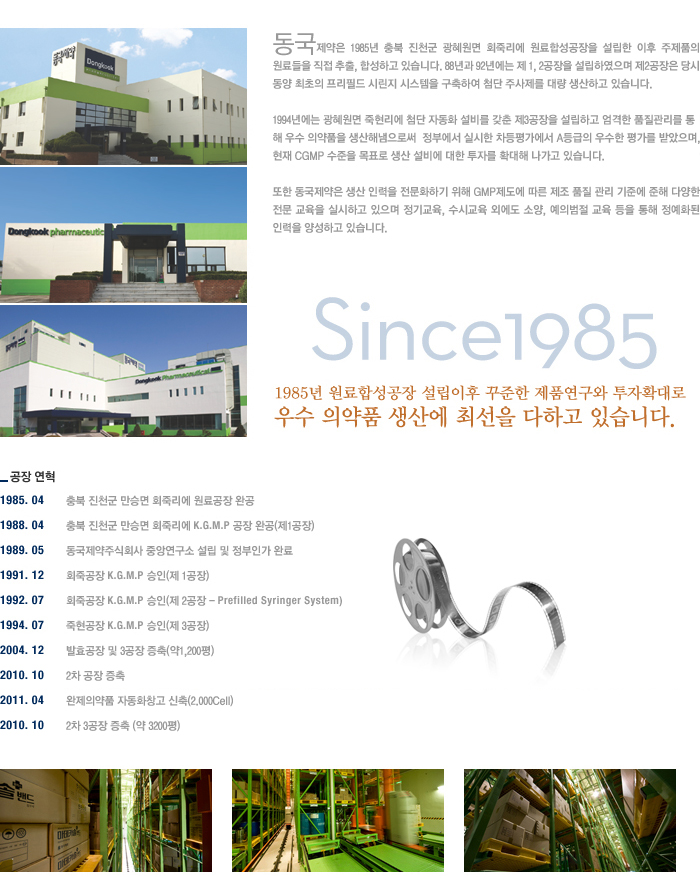 동국제약
Dongkook
pharmaceutical
동국제약은 1985년 충북 진천군 광혜원면 회죽리에 원료합성공장을 설립한 이후 주제품의
원료들을 직접 추출, 합성하고 있습니다. 88년과 92년에는 제 1, 2공장을 설립하였으며 제2공장은 당시
동양 최초의 프리필드 시린지 시스템을 구축하여 첨단 주사제를 대량 생산하고 있습니다.
1994년에는 광혜원면 죽현리에 첨단 자동화 설비를 갖춘 제3공장을 설립하고 엄격한 품질관리를 통
해 우수 의약품을 생산해냄으로써 정부에서 실시한 차등평가에서 A등급의 우수한 평가를 받았으며,
현재 CGMP 수준을 목표로 생산 설비에 대한 투자를 확대해 나가고 있습니다.
또한 동국제약은 생산 인력을 전문화하기 위해 GMP제도에 따른 제조 품질 관리 기준에 준해 다양한
전문 교육을 실시하고 있으며 정기교육, 수시교육 외에도 소양, 예의범절 교육 등을 통해 정예화된
인력을 양성하고 있습니다.
Dongkook pharmaceutic
Since1985
동국제약
Dongkook Pharmaceutical
1985년 원료합성공장 설립이후 꾸준한 제품연구와 투자확대로
우수 의약품 생산에 최선을 다하고 있습니다.
공장 연혁
1985. 04 충북 진천군 만승면 회죽리에 원료공장 완공
1988. 04 충북 진천군 만승면 회죽리에 K.G.M.P 공장 완공(제1공장)
1989. 05 동국제약주식회사 중앙연구소 설립 및 정부인가 완료
1991. 12 회죽공장 K.G.M.P 승인(제 1공장)
1992. 07 회죽공장 K.G.M.P 승인(제 2공장 – Prefilled Syringer System)
1994. 07 죽현공장 K.G.M.P 승인(제 3공장)
2004. 12 발효공장 및 3공장 증축(약1,200평)
2010. 10 2차 공장 증축
2011. 04 완제의약품 자동화창고 신축(2,000Cell)
2010. 10 2차 3공장 증축 (약 3200평)
밴드